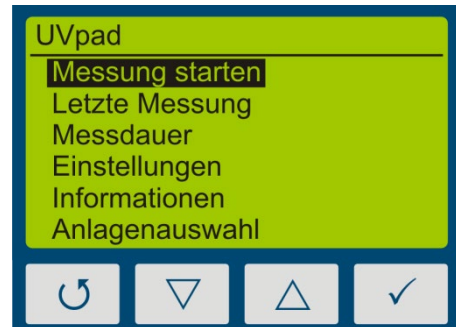 UVpad
Messung starten
Letzte Messung
Messdauer
Einstellungen
Informationen
Anlagenauswahl